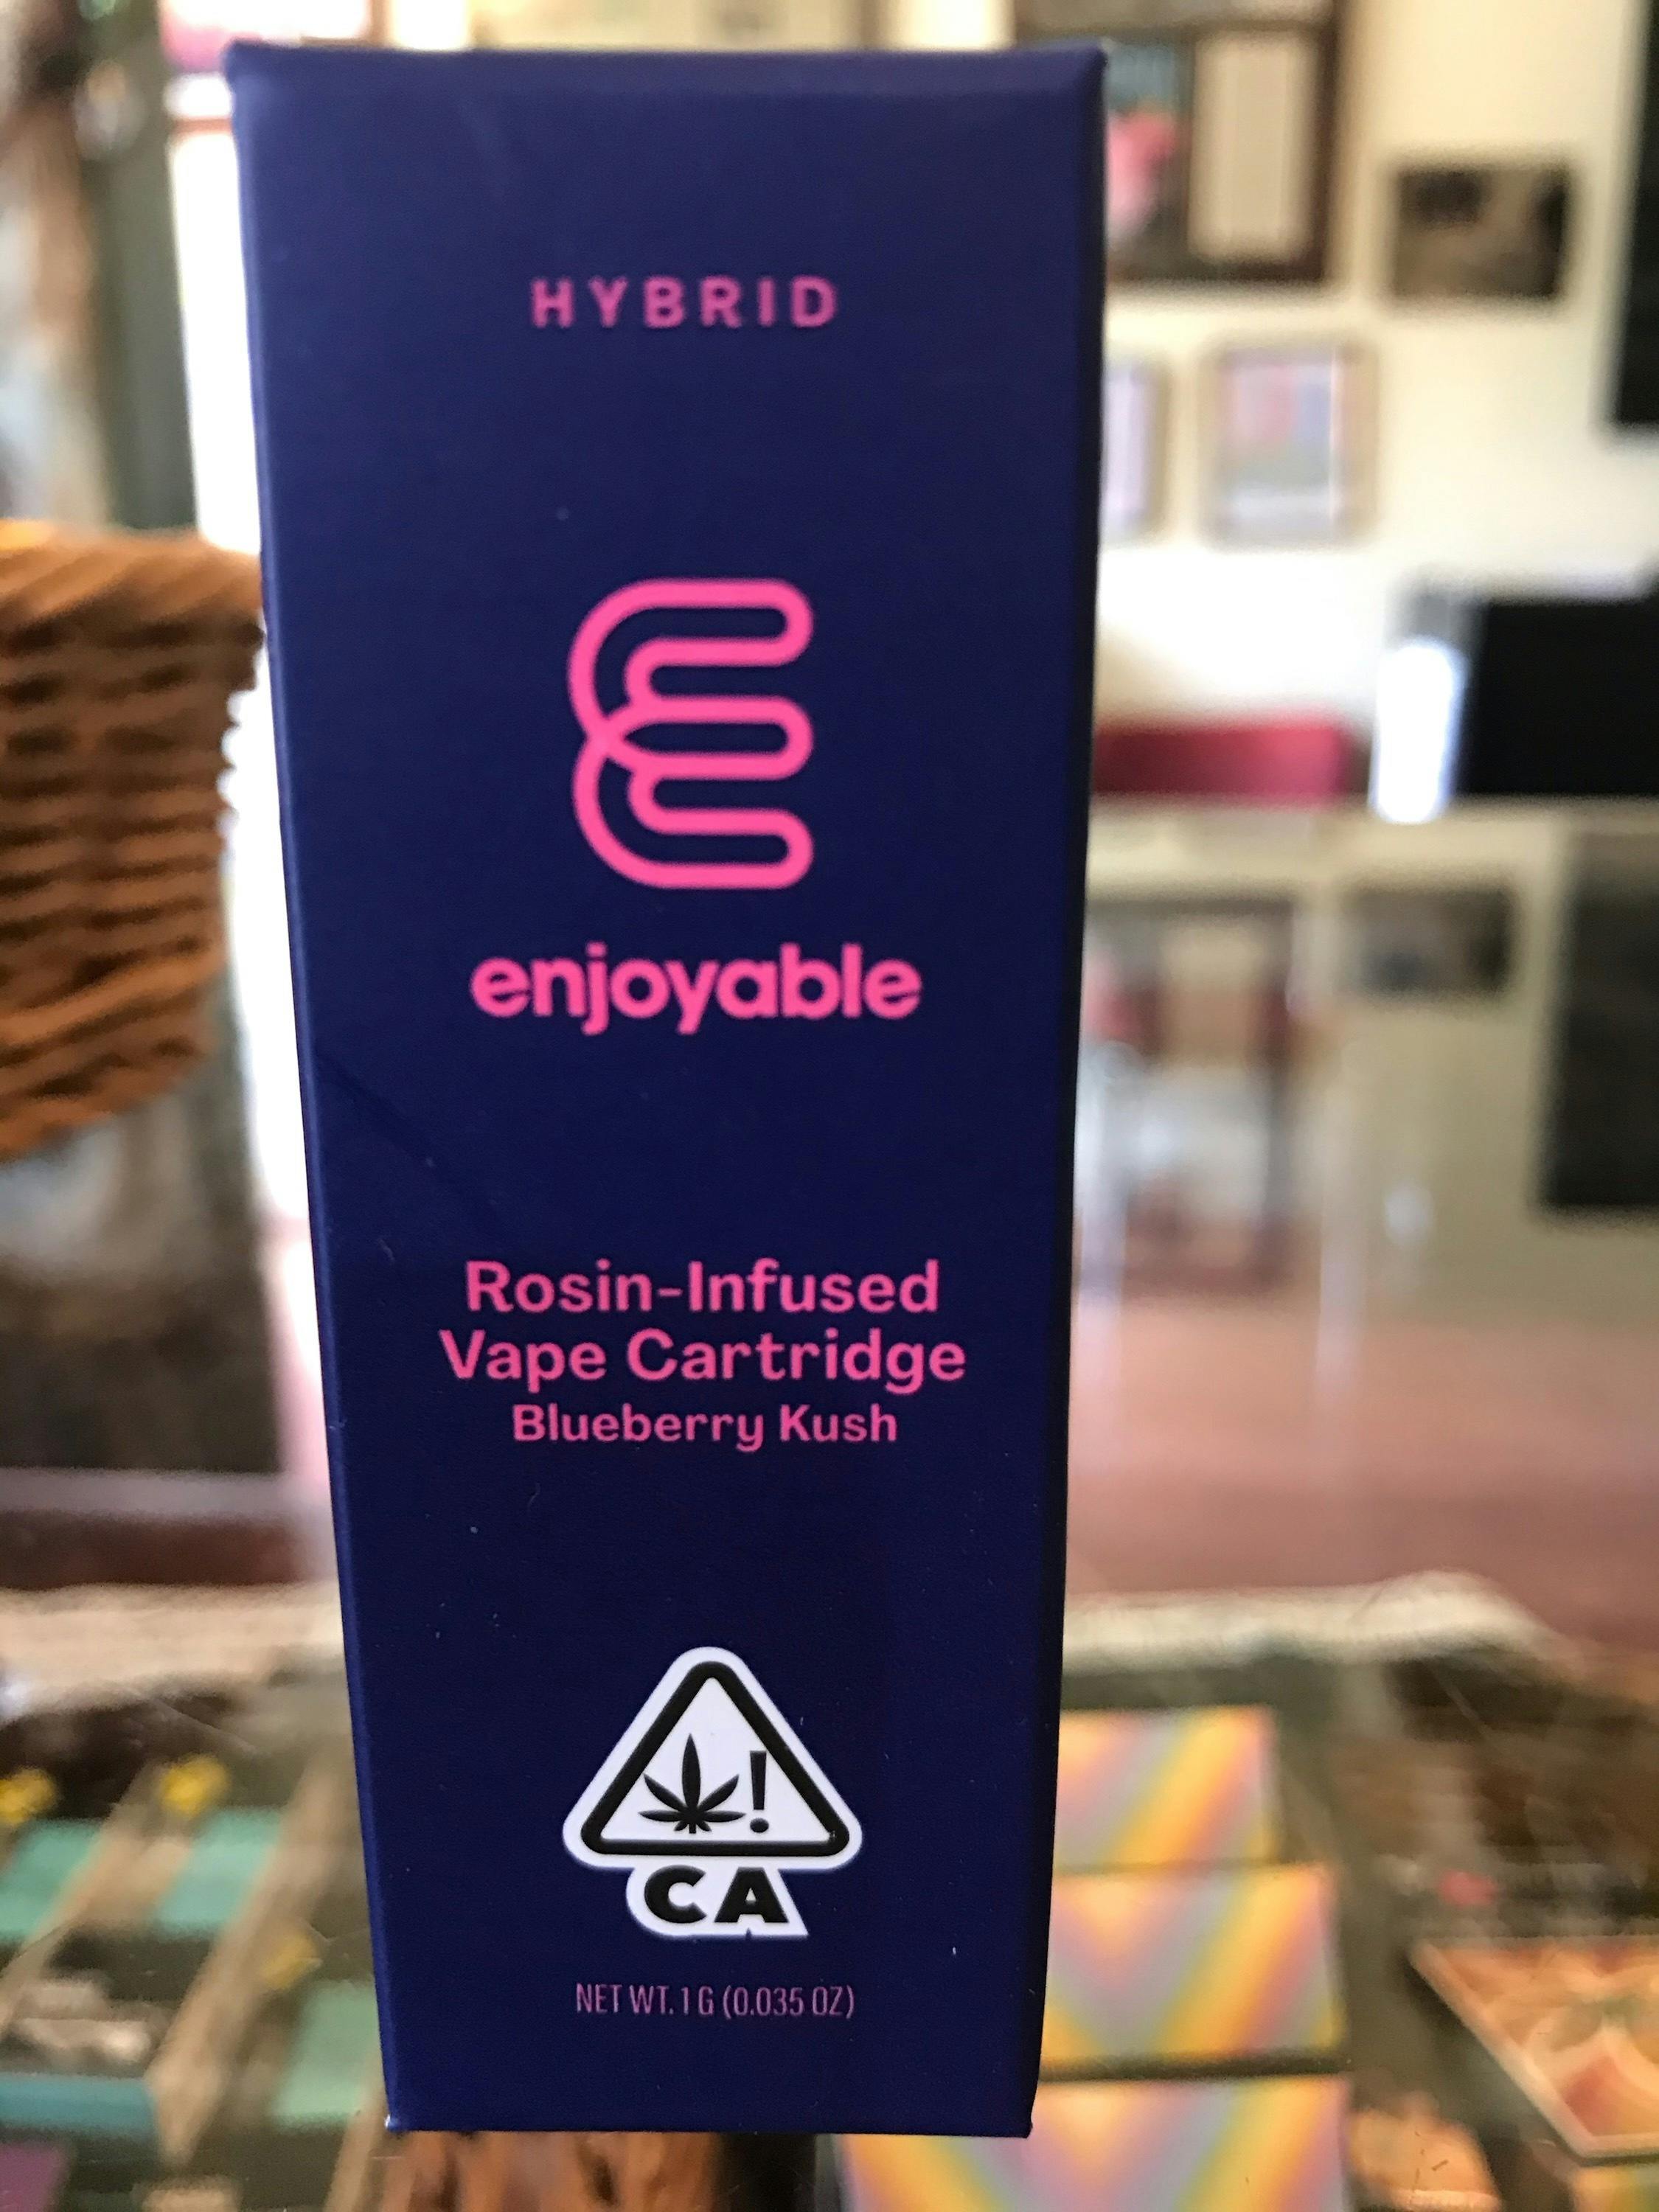 HYBRID
enjoyable
Rosin-Infused
Vape Cartridge
Blueberry Kush
!
CA
NET WT. 1 G (0.035 OZ)